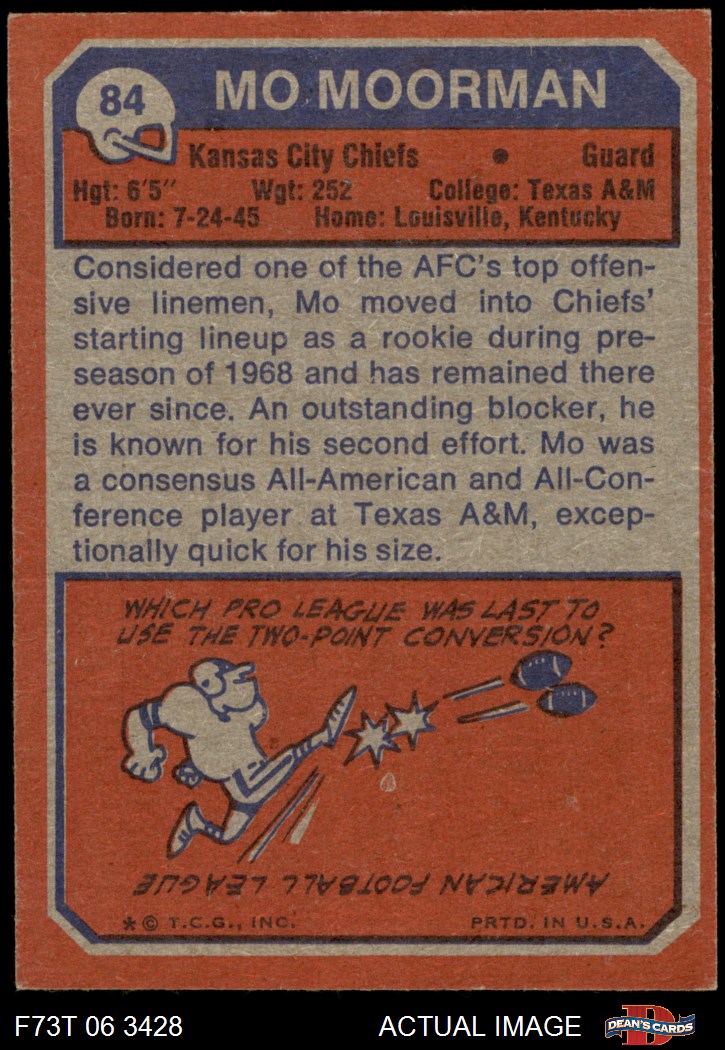 84
MO MOORMAN
Kansas City Chiefs • Guard
Hgt: 6'5" Wgt: 252 College: Texas A&M
Born: 7-24-45 Home: Louisville, Kentucky
Considered one of the AFC's top offen-
sive linemen, Mo moved into Chiefs'
starting lineup as a rookie during pre-
season of 1968 and has remained there
ever since. An outstanding blocker, he
is known for his second effort. Mo was
a consensus All-American and All-Con-
ference player at Texas A&M, excep-
tionally quick for his size.
WHICH PRO LEAGUE WAS LAST TO
USE THE TWO-POINT CONVERSION?
AMERICAN FOOTBALL LEAGUE
* © T.C.G., INC. PRTD. IN U.S.A.
F73T 06 3428 ACTUAL IMAGE
D
DEAN'S CARDS